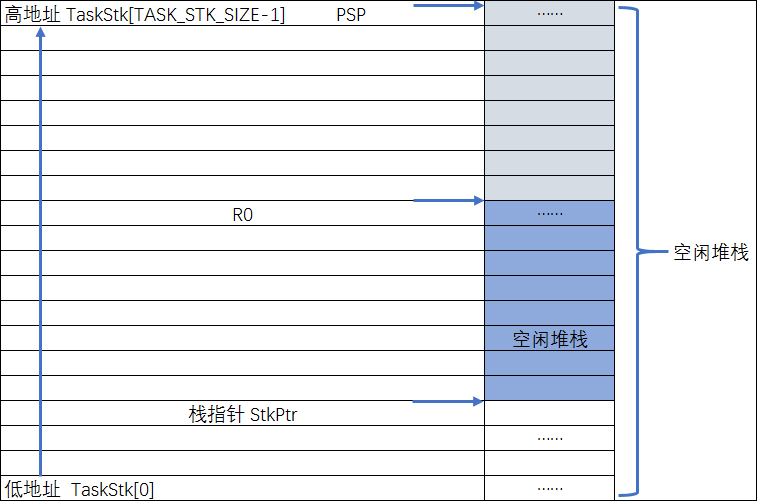 高地址 TaskStk[TASK_STK_SIZE-1] PSP ……
R0 ……
空闲堆栈
空闲堆栈
栈指针 StkPtr
……
低地址 TaskStk[0] ……